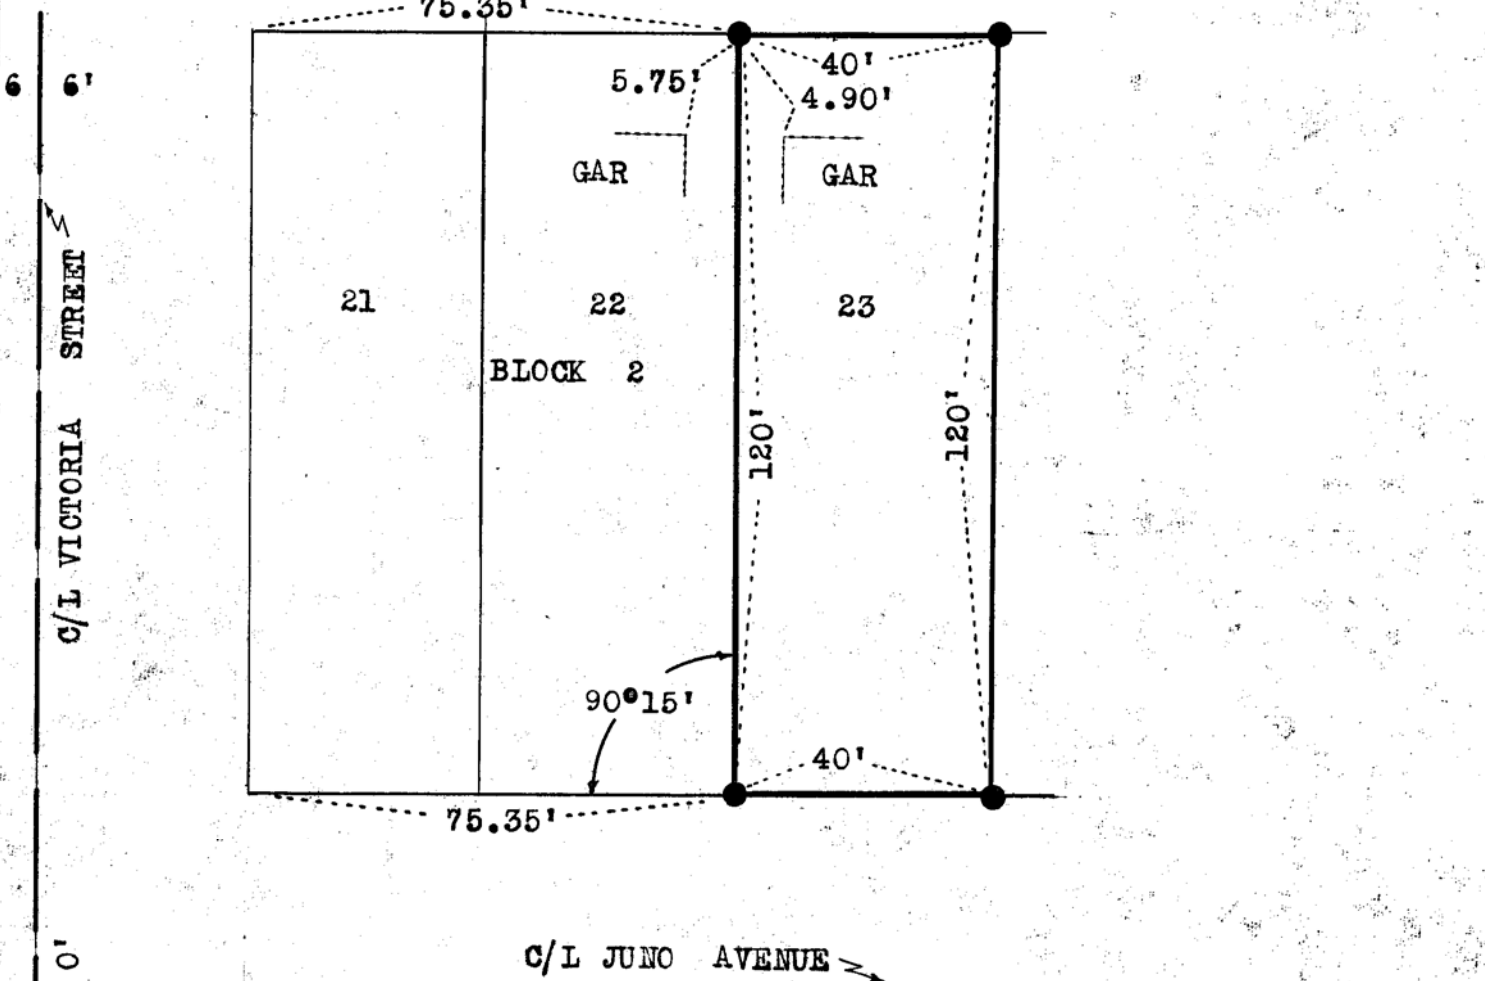 75.35'
6 6'
40'
5.75'
4.90'
GAR
GAR
21
22
23
BLOCK 2
C/L VICTORIA STREET
120'
120'
90°15'
40'
75.35'
0'
C/L JUNO AVENUE